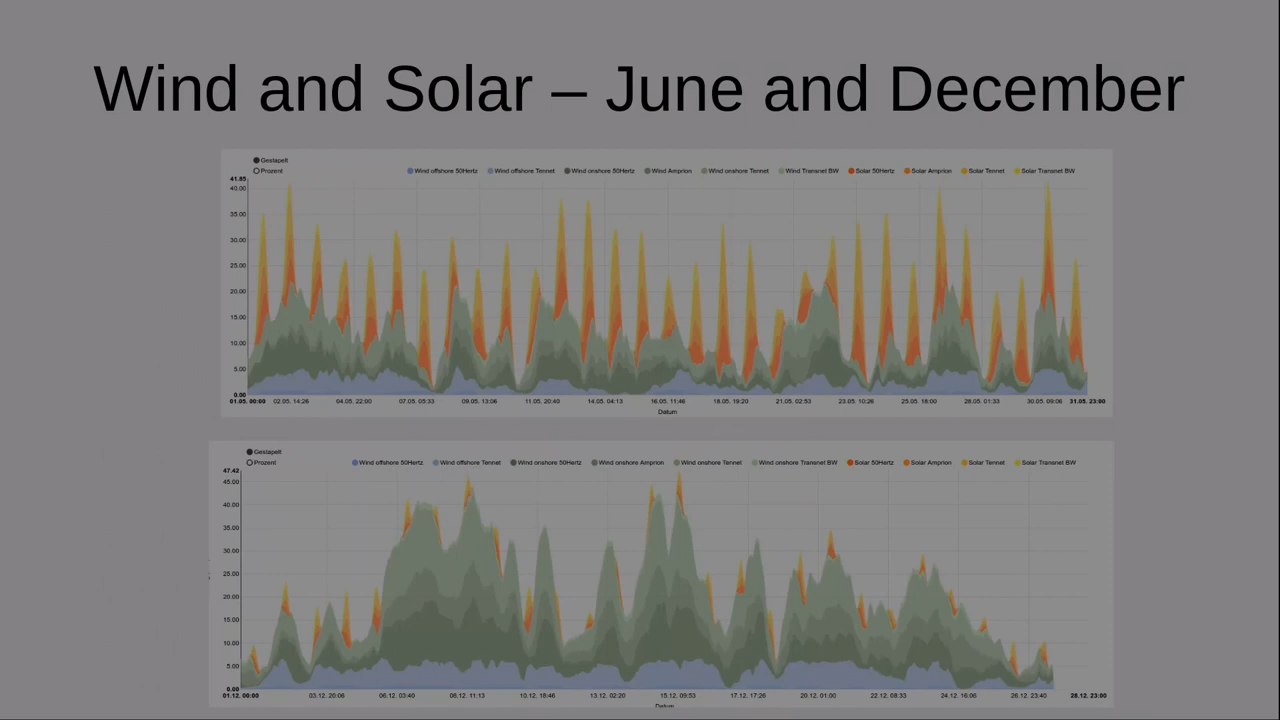 Wind and Solar – June and December
Gestapelt
Prozent
Wind offshore 50Hertz Wind offshore Tennet Wind onshore 50Hertz Wind Amprion Wind onshore Tennet Wind Transnet BW Solar 50Hertz Solar Amprion Solar Tennet Solar Transnet BW
41.85
40.00
35.00
30.00
25.00
20.00
15.00
10.00
5.00
0.00
01.05. 00:00 02.05. 14:26 04.05. 22:00 07.05. 05:33 09.05. 13:06 11.05. 20:40 14.05. 04:13 16.05. 11:46 18.05. 19:20 21.05. 02:53 23.05. 10:26 25.05. 18:00 28.05. 01:33 30.05. 09:06 31.05. 23:00
Datum
Gestapelt
Prozent
Wind offshore 50Hertz Wind offshore Tennet Wind onshore 50Hertz Wind onshore Amprion Wind onshore Tennet Wind onshore Transnet BW Solar 50Hertz Solar Amprion Solar Tennet Solar Transnet BW
47.42
45.00
40.00
35.00
30.00
25.00
20.00
15.00
10.00
5.00
0.00
01.12. 00:00 03.12. 20:06 06.12. 03:40 08.12. 11:13 10.12. 18:46 13.12. 02:20 15.12. 09:53 17.12. 17:26 20.12. 01:00 22.12. 08:33 24.12. 16:06 26.12. 23:40 28.12. 23:00
Datum